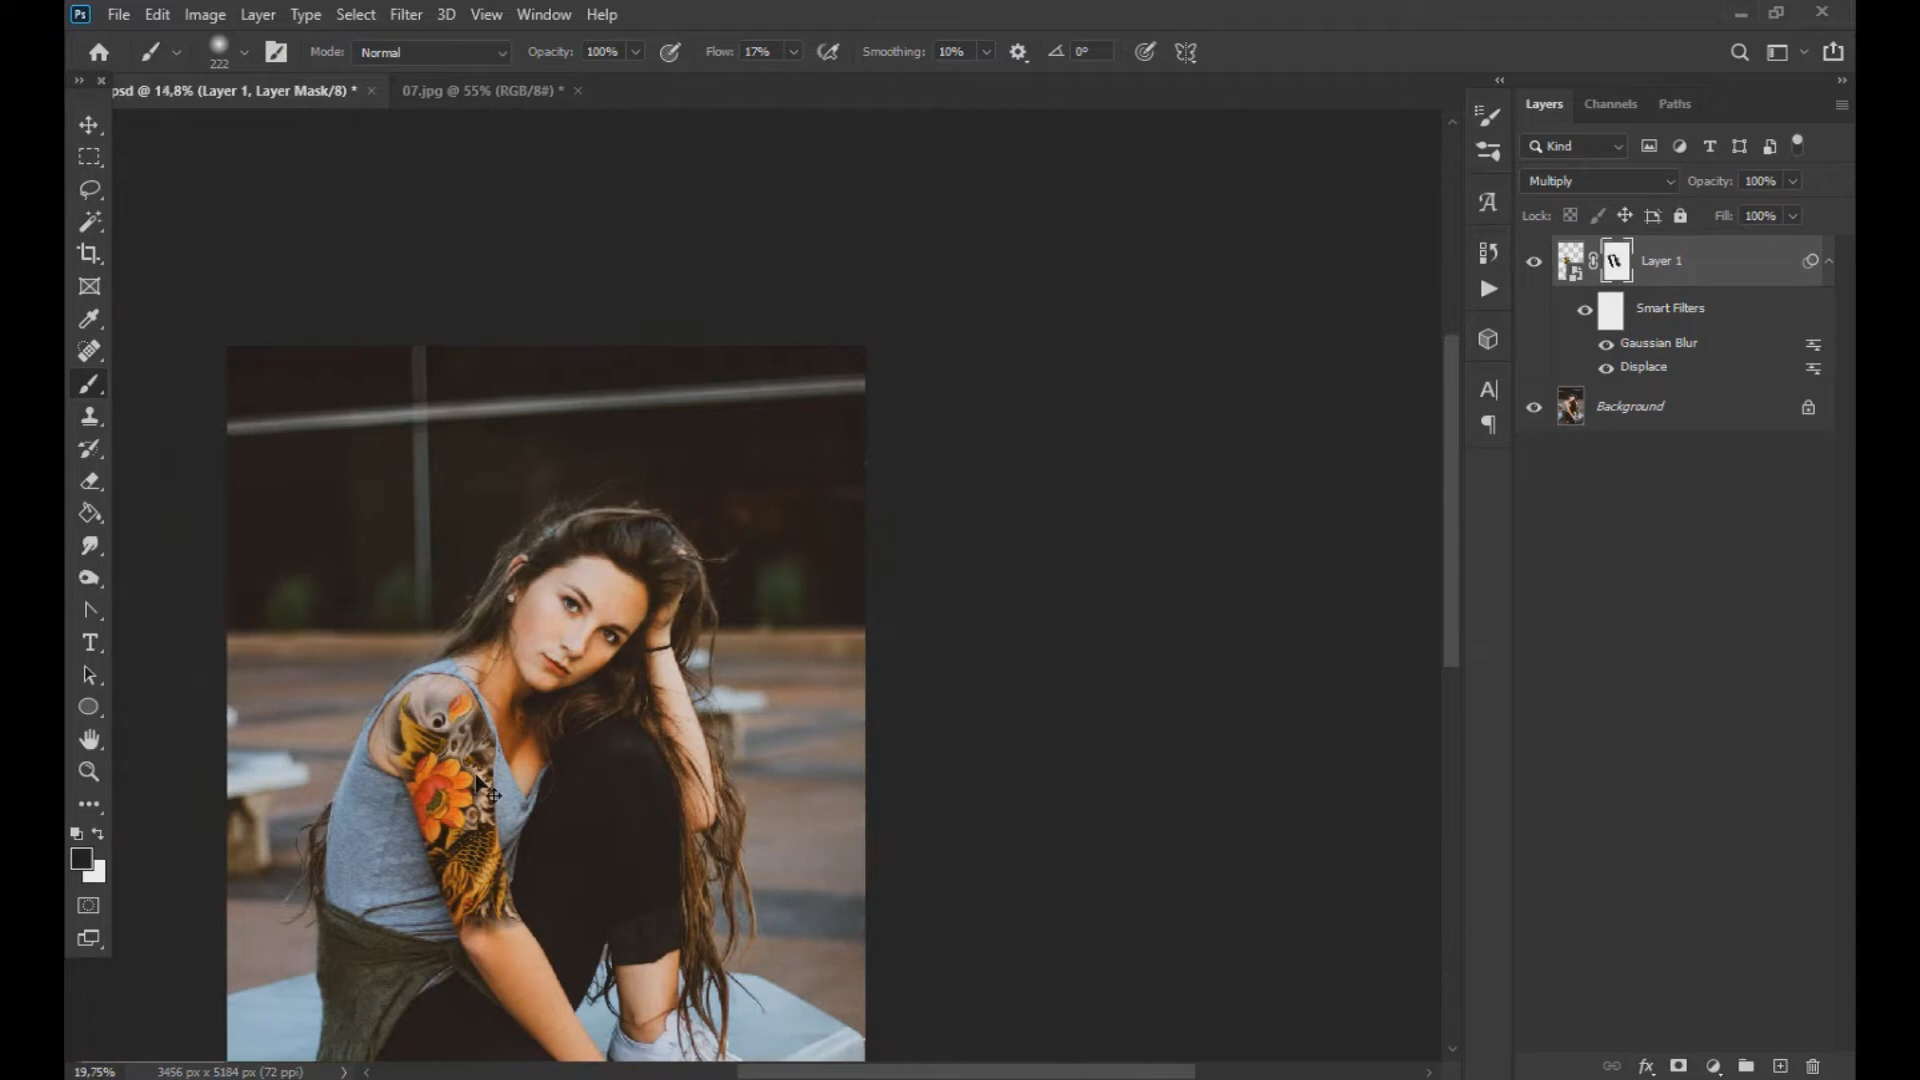 Ps File Edit Image Layer Type Select Filter 3D View Window Help
222 Mode: Normal Opacity: 100% Flow: 17% Smoothing: 10% 0°
psd @ 14,8% (Layer 1, Layer Mask/8) * × 07.jpg @ 55% (RGB/8#) * ×
Layers Channels Paths
Kind
Multiply Opacity: 100%
Lock: Fill: 100%
Layer 1
Smart Filters
Gaussian Blur
Displace
Background
19,75% 3456 px x 5184 px (72 ppi)